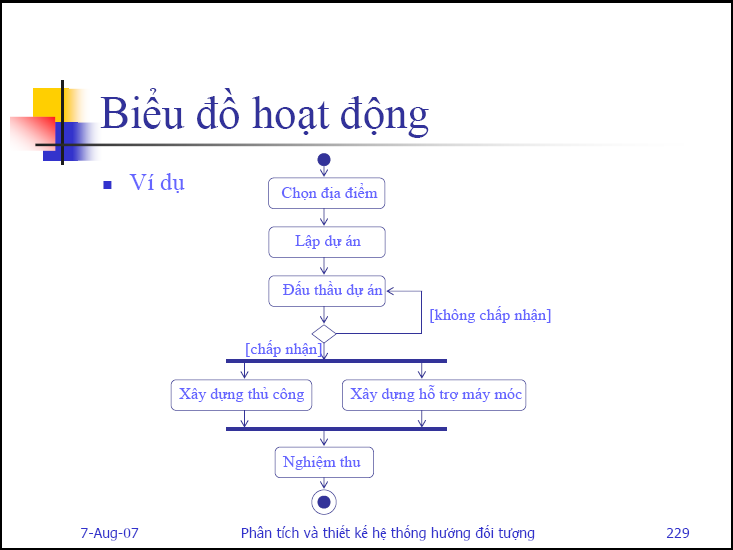 Biểu đồ hoạt động
Ví dụ
Chọn địa điểm
Lập dự án
Đấu thầu dự án
[không chấp nhận]
[chấp nhận]
Xây dựng thủ công
Xây dựng hỗ trợ máy móc
Nghiệm thu
7-Aug-07
Phân tích và thiết kế hệ thống hướng đối tượng
229